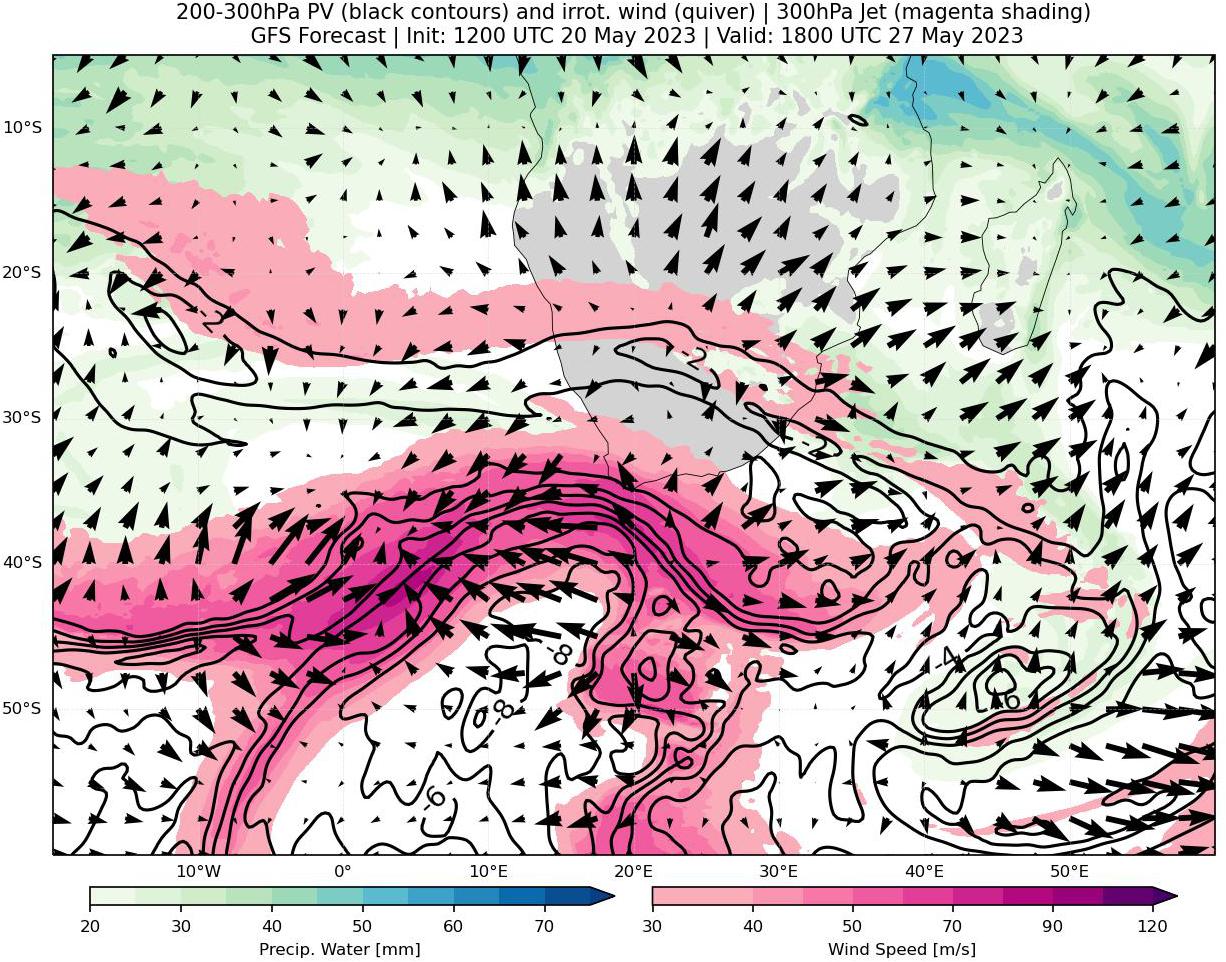 200-300hPa PV (black contours) and irrot. wind (quiver) | 300hPa Jet (magenta shading)
GFS Forecast | Init: 1200 UTC 20 May 2023 | Valid: 1800 UTC 27 May 2023
10°S
20°S
30°S
40°S
50°S
-2
-2
-2
-8
-8
-6
-4
-6
10°W 0° 10°E 20°E 30°E 40°E 50°E
20 30 40 50 60 70
Precip. Water [mm]
30 40 50 70 90 120
Wind Speed [m/s]